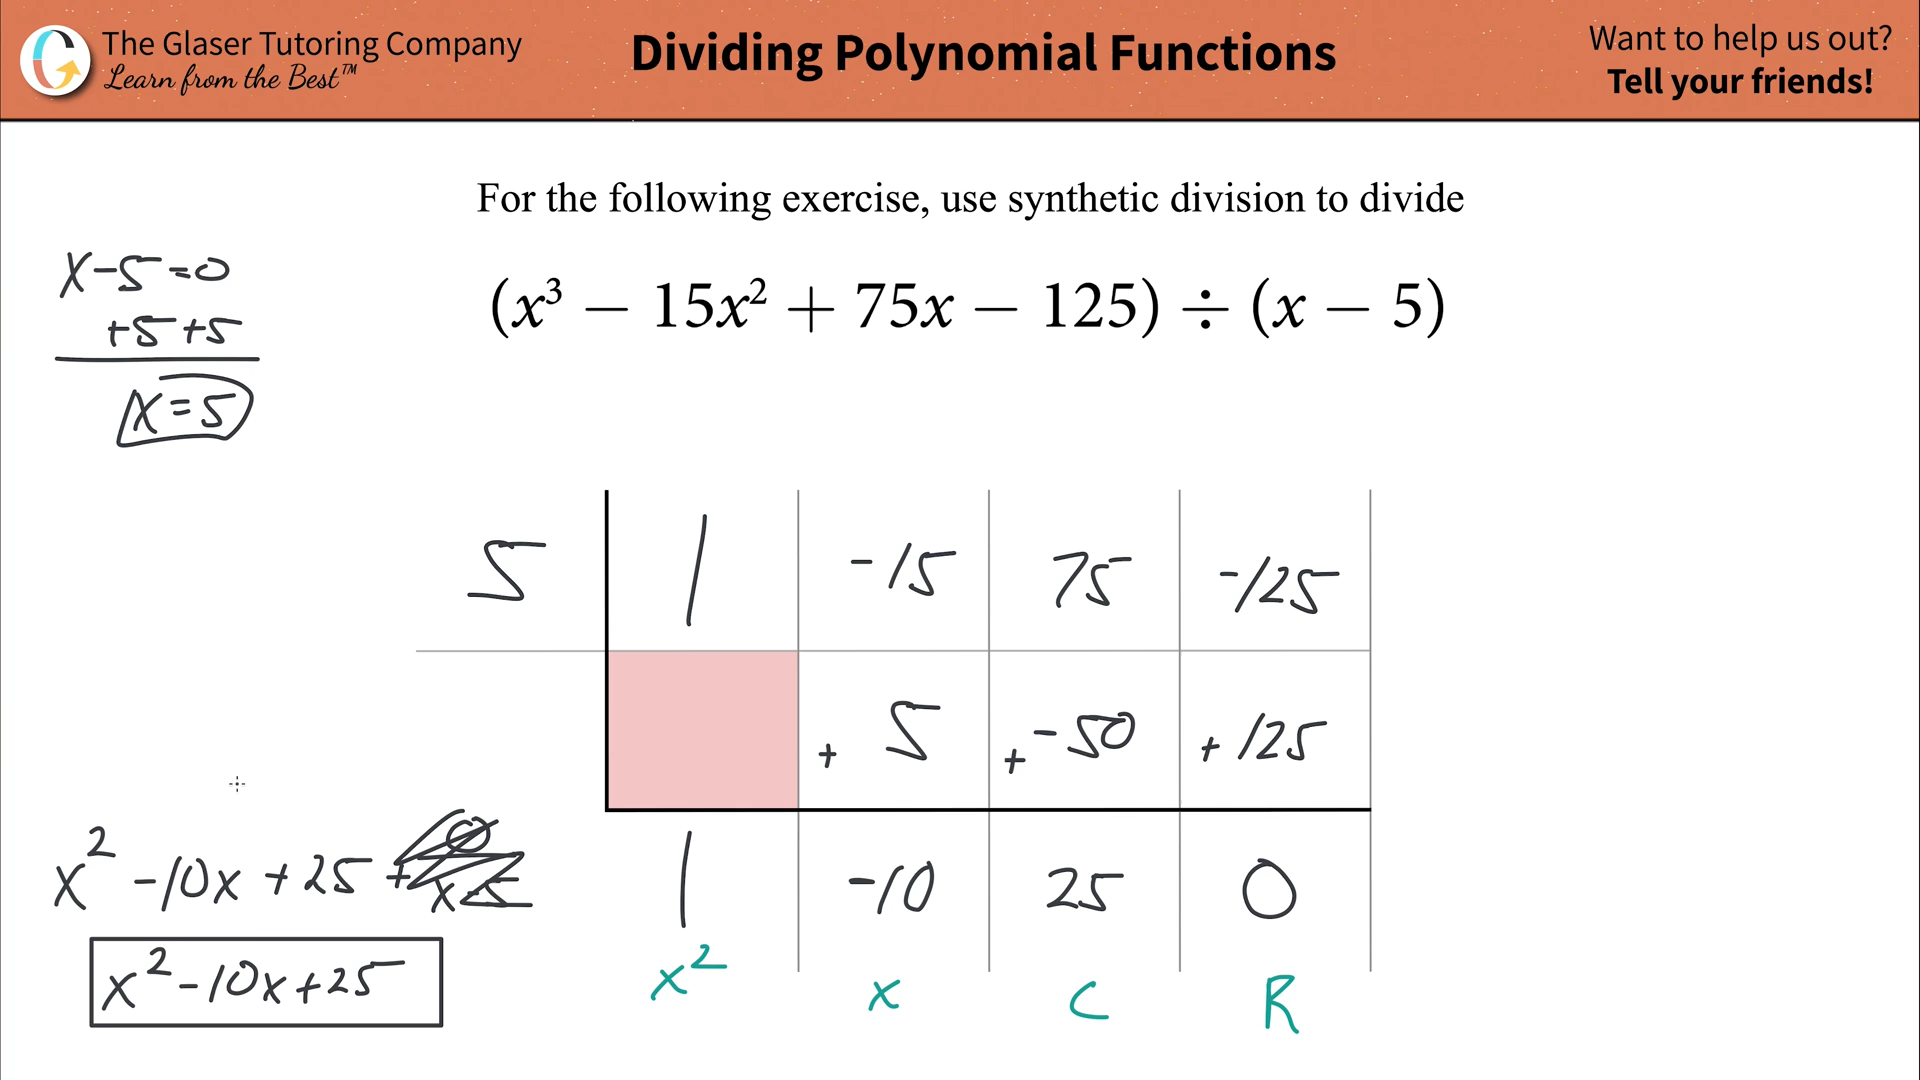 The Glaser Tutoring Company
Learn from the Best™
Dividing Polynomial Functions
Want to help us out?
Tell your friends!
For the following exercise, use synthetic division to divide
(x³ − 15x² + 75x − 125) ÷ (x − 5)
x-5=0
+5 +5
x=5
5 1 -15 75 -125
+ 5 + -50 + 125
1 -10 25 0
x² x C R
x² -10x +25 + 0/x-5
x²-10x+25